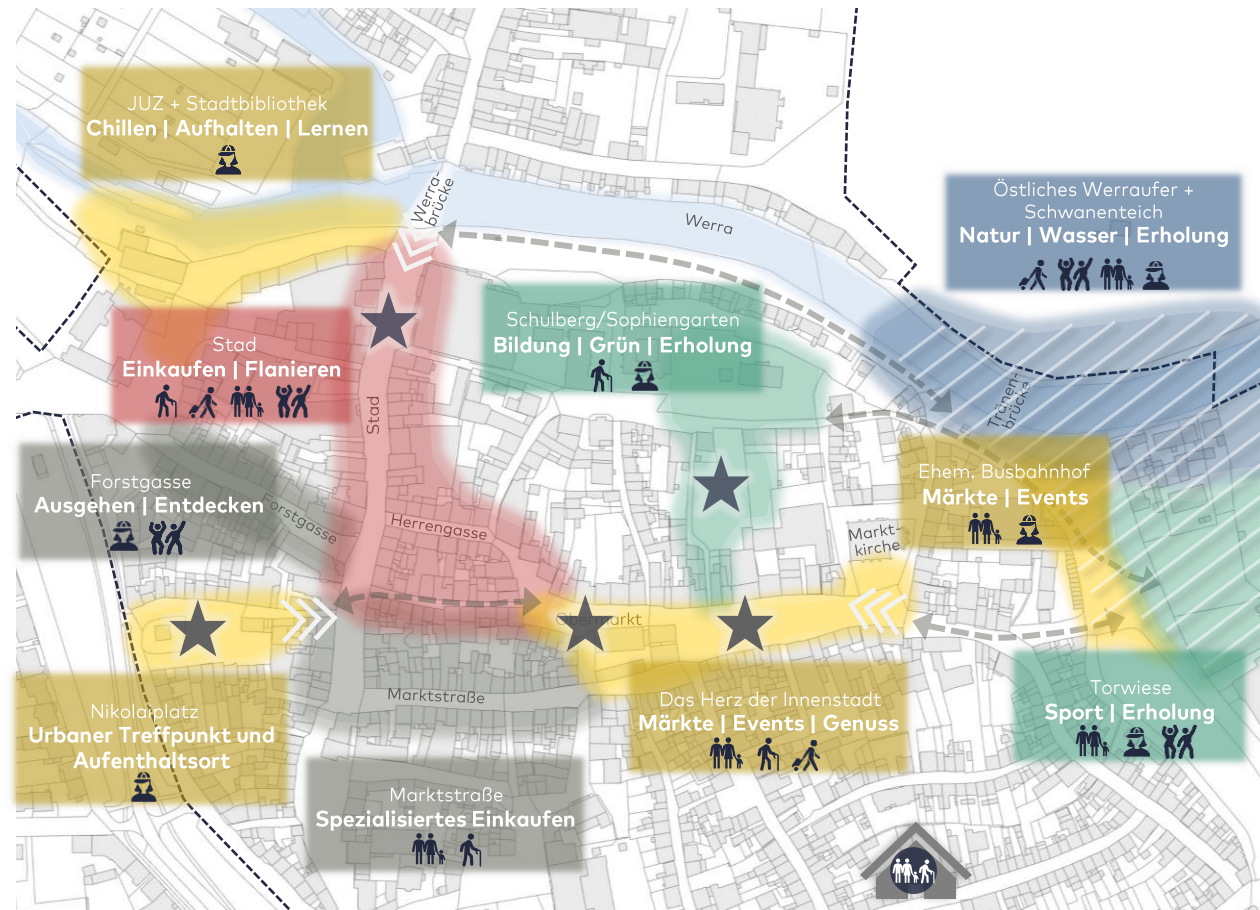 JUZ + Stadtbibliothek
Chillen | Aufhalten | Lernen
Werra-
brücke
Werra
Östliches Werraufer +
Schwanenteich
Natur | Wasser | Erholung
Stad
Einkaufen | Flanieren
Schulberg/Sophiengarten
Bildung | Grün | Erholung
Stad
Tränen-
brücke
Forstgasse
Ausgehen | Entdecken
Forstgasse
Herrengasse
Markt-
kirche
Ehem. Busbahnhof
Märkte | Events
Obermarkt
Nikolaiplatz
Urbaner Treffpunkt und
Aufenthaltsort
Marktstraße
Das Herz der Innenstadt
Märkte | Events | Genuss
Torwiese
Sport | Erholung
Marktstraße
Spezialisiertes Einkaufen